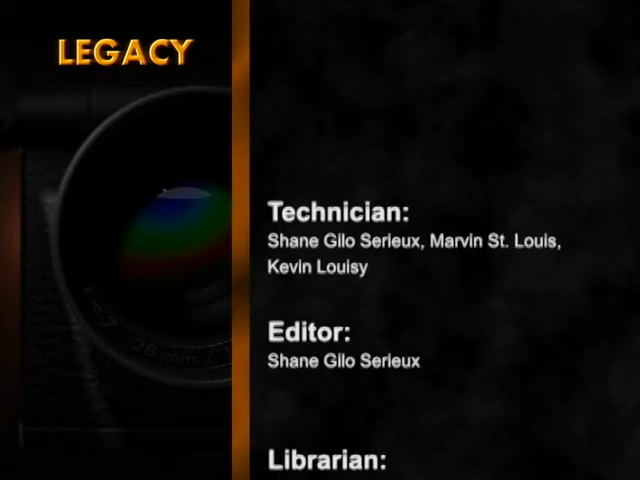 LEGACY
Technician:
Shane Gilo Serieux, Marvin St. Louis,
Kevin Louisy
Editor:
Shane Gilo Serieux
Librarian: